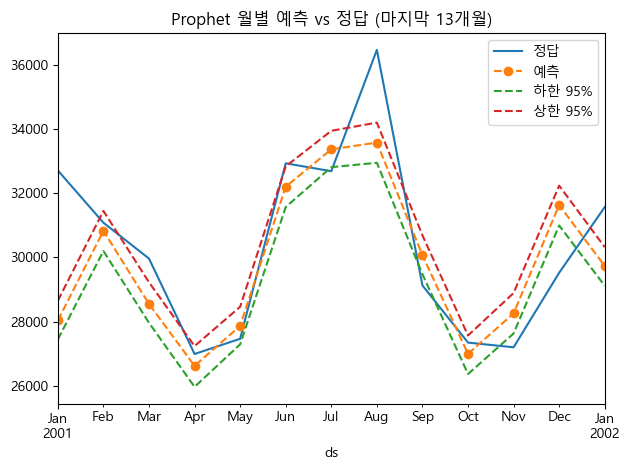 Prophet 월별 예측 vs 정답 (마지막 13개월)
정답
예측
하한 95%
상한 95%
36000
34000
32000
30000
28000
26000
Jan Feb Mar Apr May Jun Jul Aug Sep Oct Nov Dec Jan
2001 2002
ds